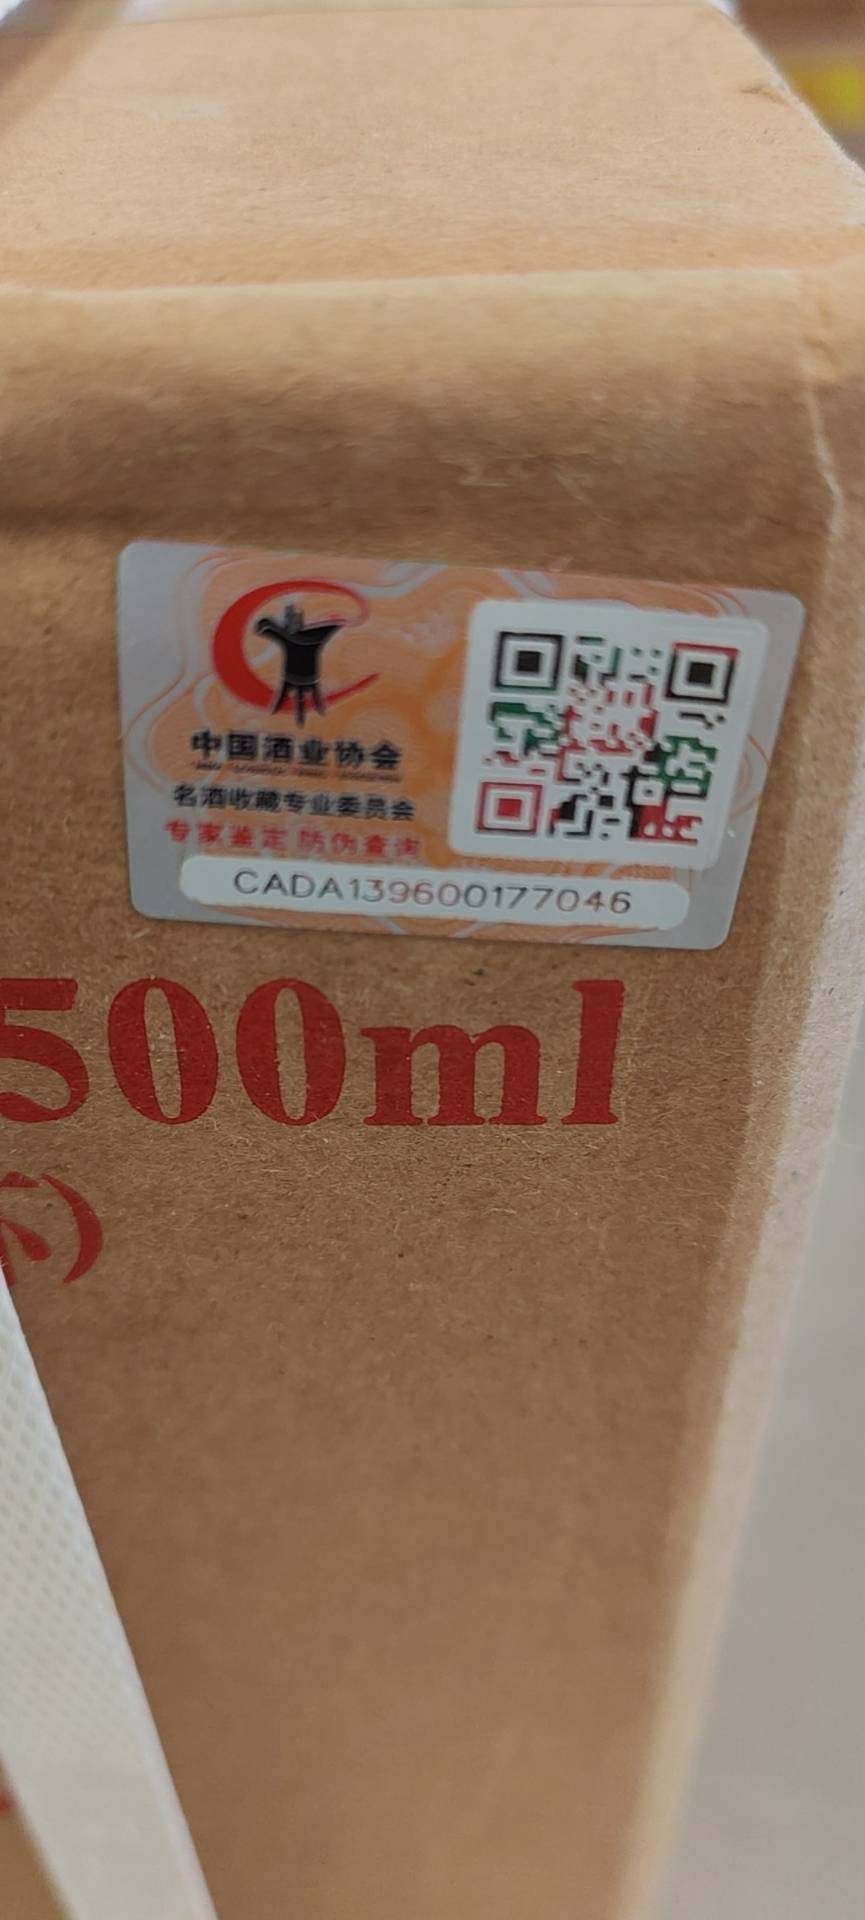 中国酒业协会
名酒收藏专业委员会
专家鉴定 防伪查询
CADA139600177046
500ml